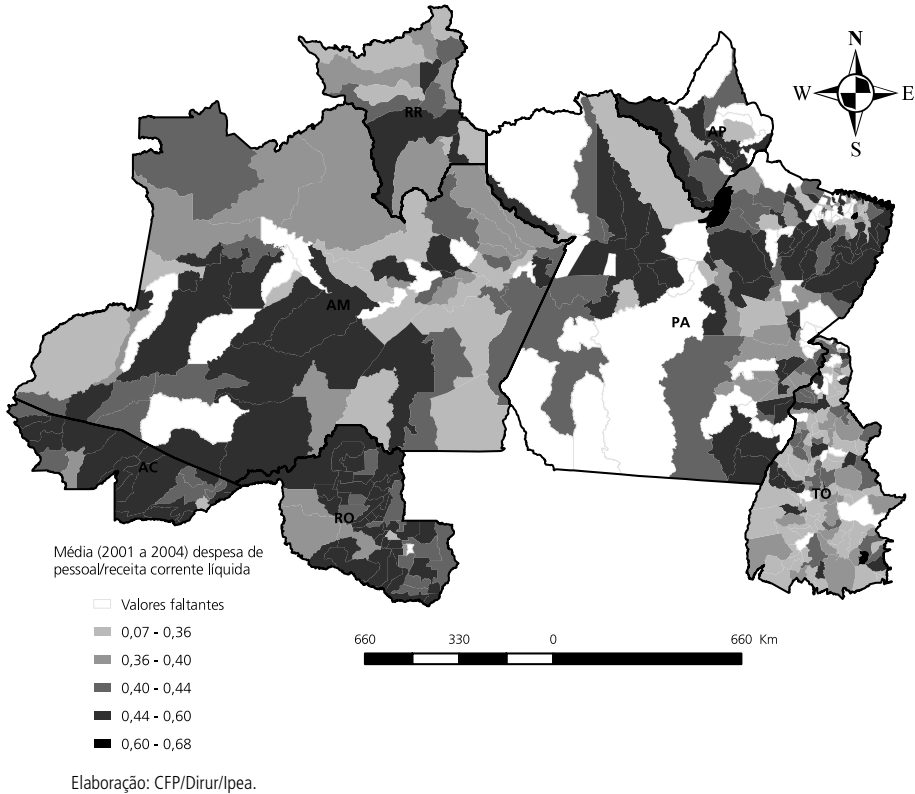 N
W E
S
RR
AP
AM
PA
AC
TO
RO
Média (2001 a 2004) despesa de
pessoal/receita corrente líquida
Valores faltantes
0,07 - 0,36
0,36 - 0,40
0,40 - 0,44
0,44 - 0,60
0,60 - 0,68
660 330 0 660 Km
Elaboração: CFP/Dirur/Ipea.